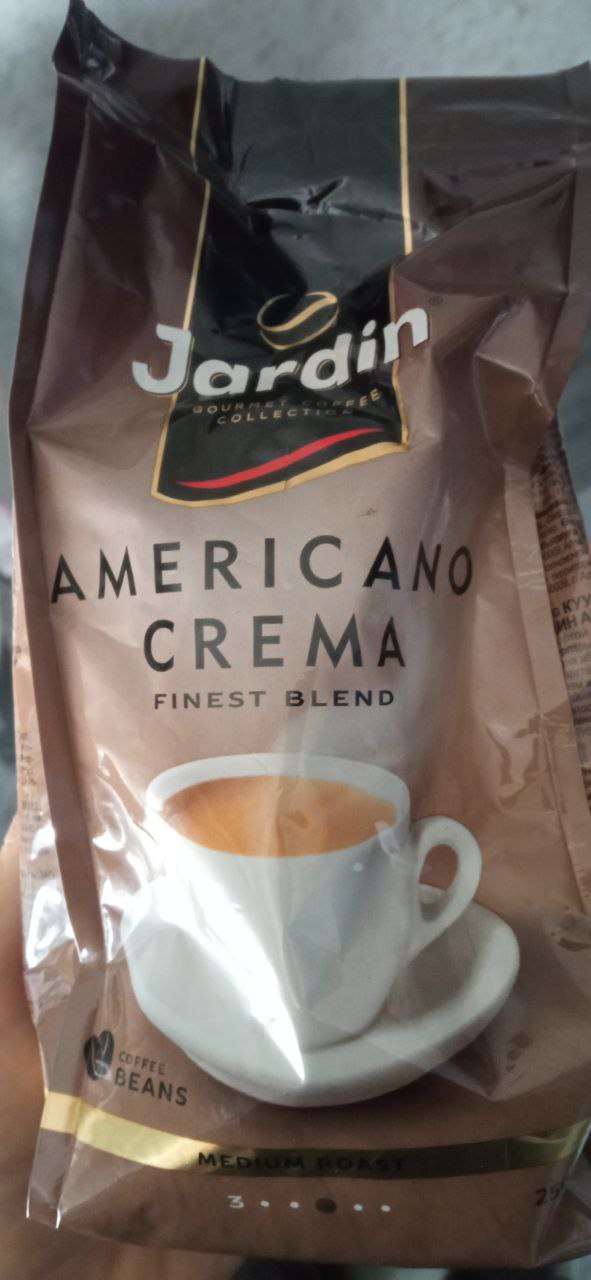 Jardin
®
GOURMET COFFEE
COLLECTION
AMERICANO
CREMA
FINEST BLEND
COFFEE
BEANS
MEDIUM ROAST
3